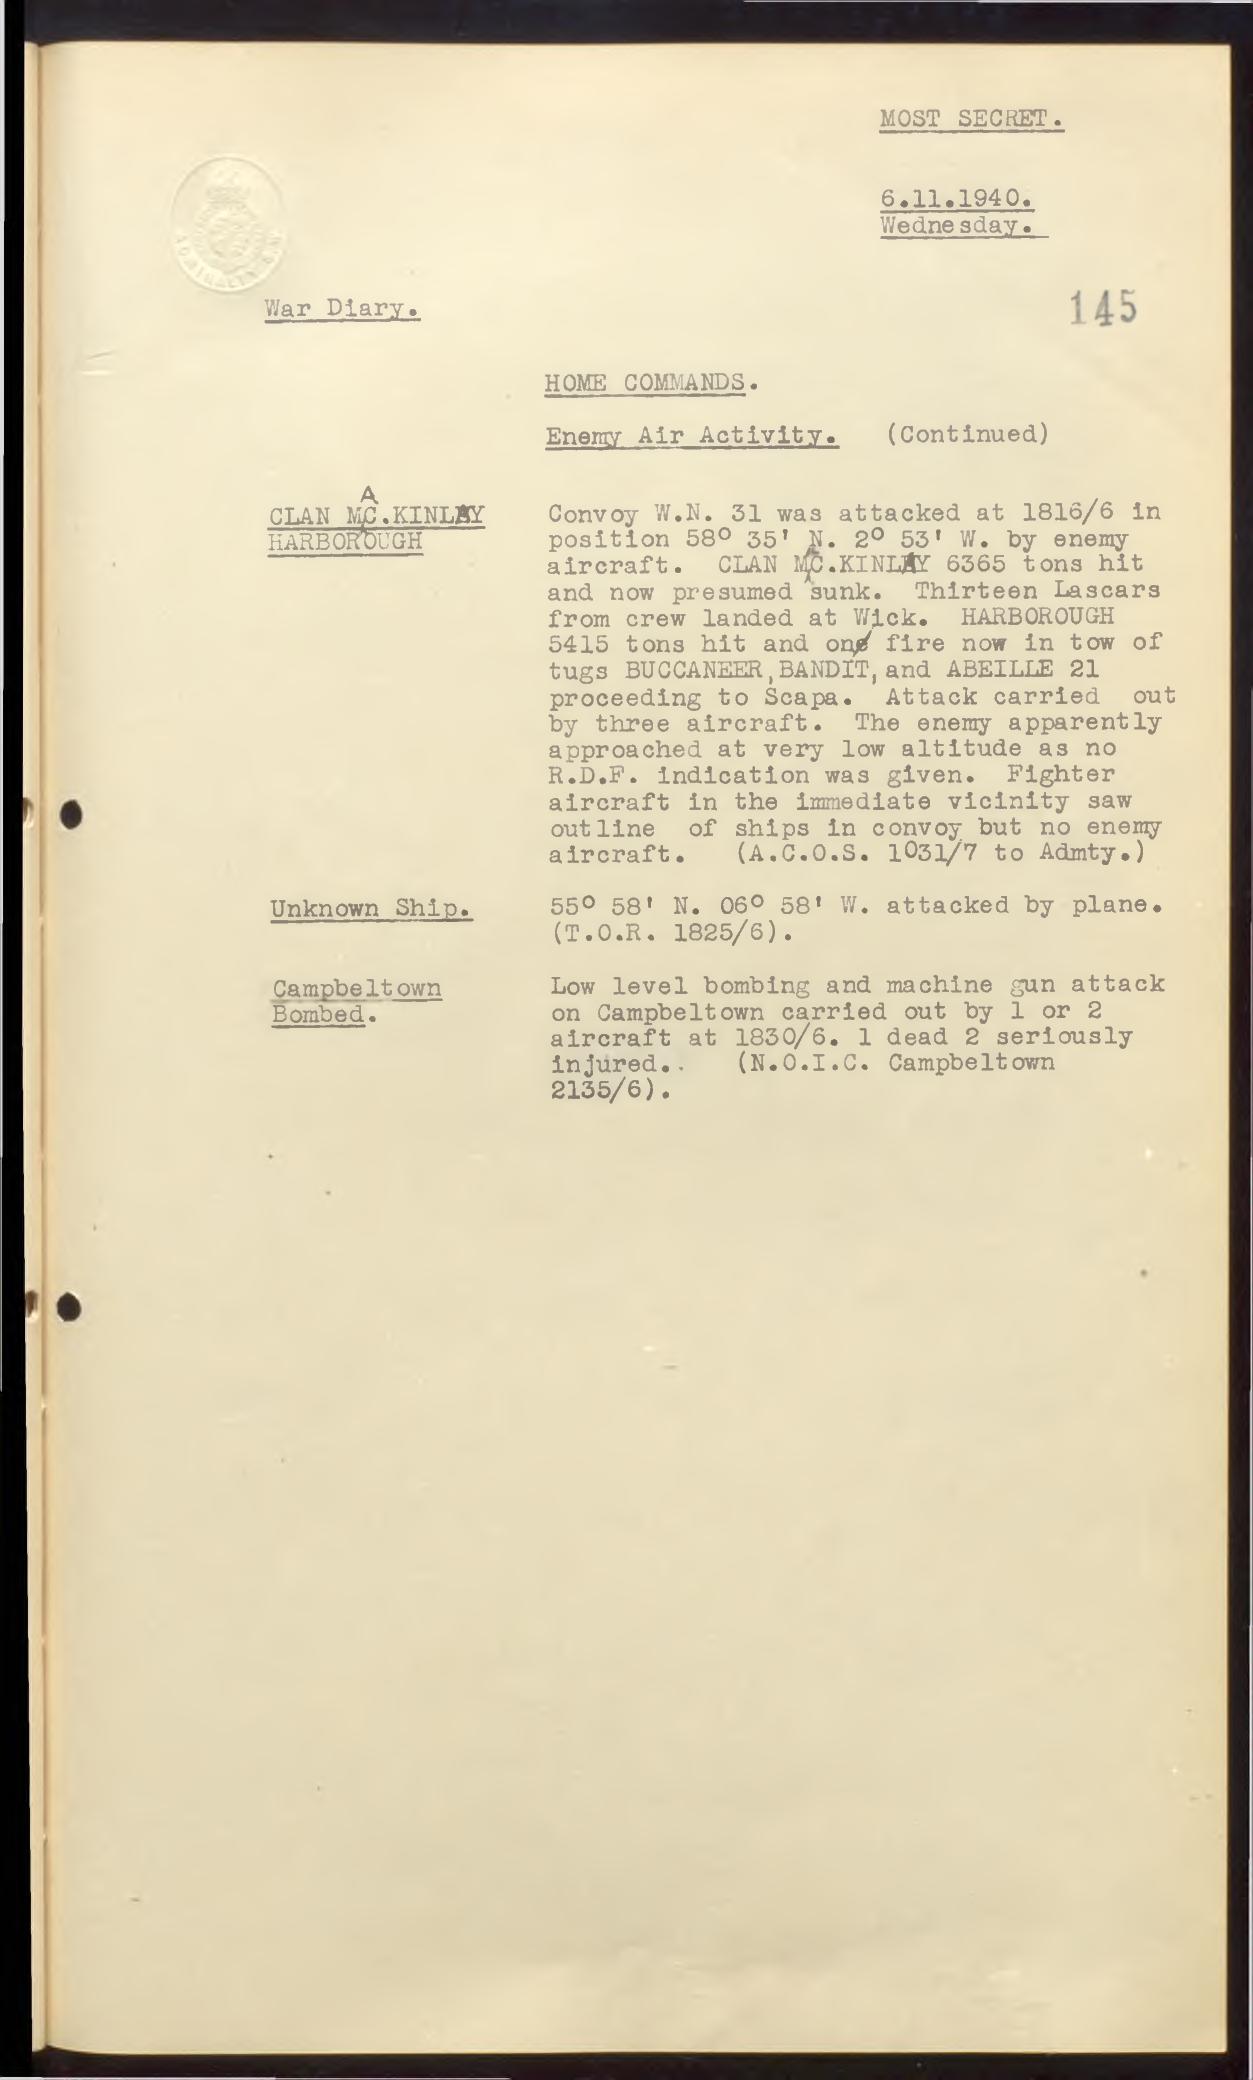 MOST SECRET.
6.11.1940.
Wednesday.
War Diary.
145
HOME COMMANDS.
Enemy Air Activity. (Continued)
CLAN MAC.KINLAY
HARBOROUGH
Convoy W.N. 31 was attacked at 1816/6 in
position 58° 35' N. 2° 53' W. by enemy
aircraft. CLAN MC.KINLAY 6365 tons hit
and now presumed sunk. Thirteen Lascars
from crew landed at Wick. HARBOROUGH
5415 tons hit and on fire now in tow of
tugs BUCCANEER, BANDIT, and ABEILLE 21
proceeding to Scapa. Attack carried out
by three aircraft. The enemy apparently
approached at very low altitude as no
R.D.F. indication was given. Fighter
aircraft in the immediate vicinity saw
outline of ships in convoy but no enemy
aircraft. (A.C.O.S. 1031/7 to Admty.)
Unknown Ship.
55° 58' N. 06° 58' W. attacked by plane.
(T.O.R. 1825/6).
Campbeltown
Bombed.
Low level bombing and machine gun attack
on Campbeltown carried out by 1 or 2
aircraft at 1830/6. 1 dead 2 seriously
injured.. (N.O.I.C. Campbeltown
2135/6).